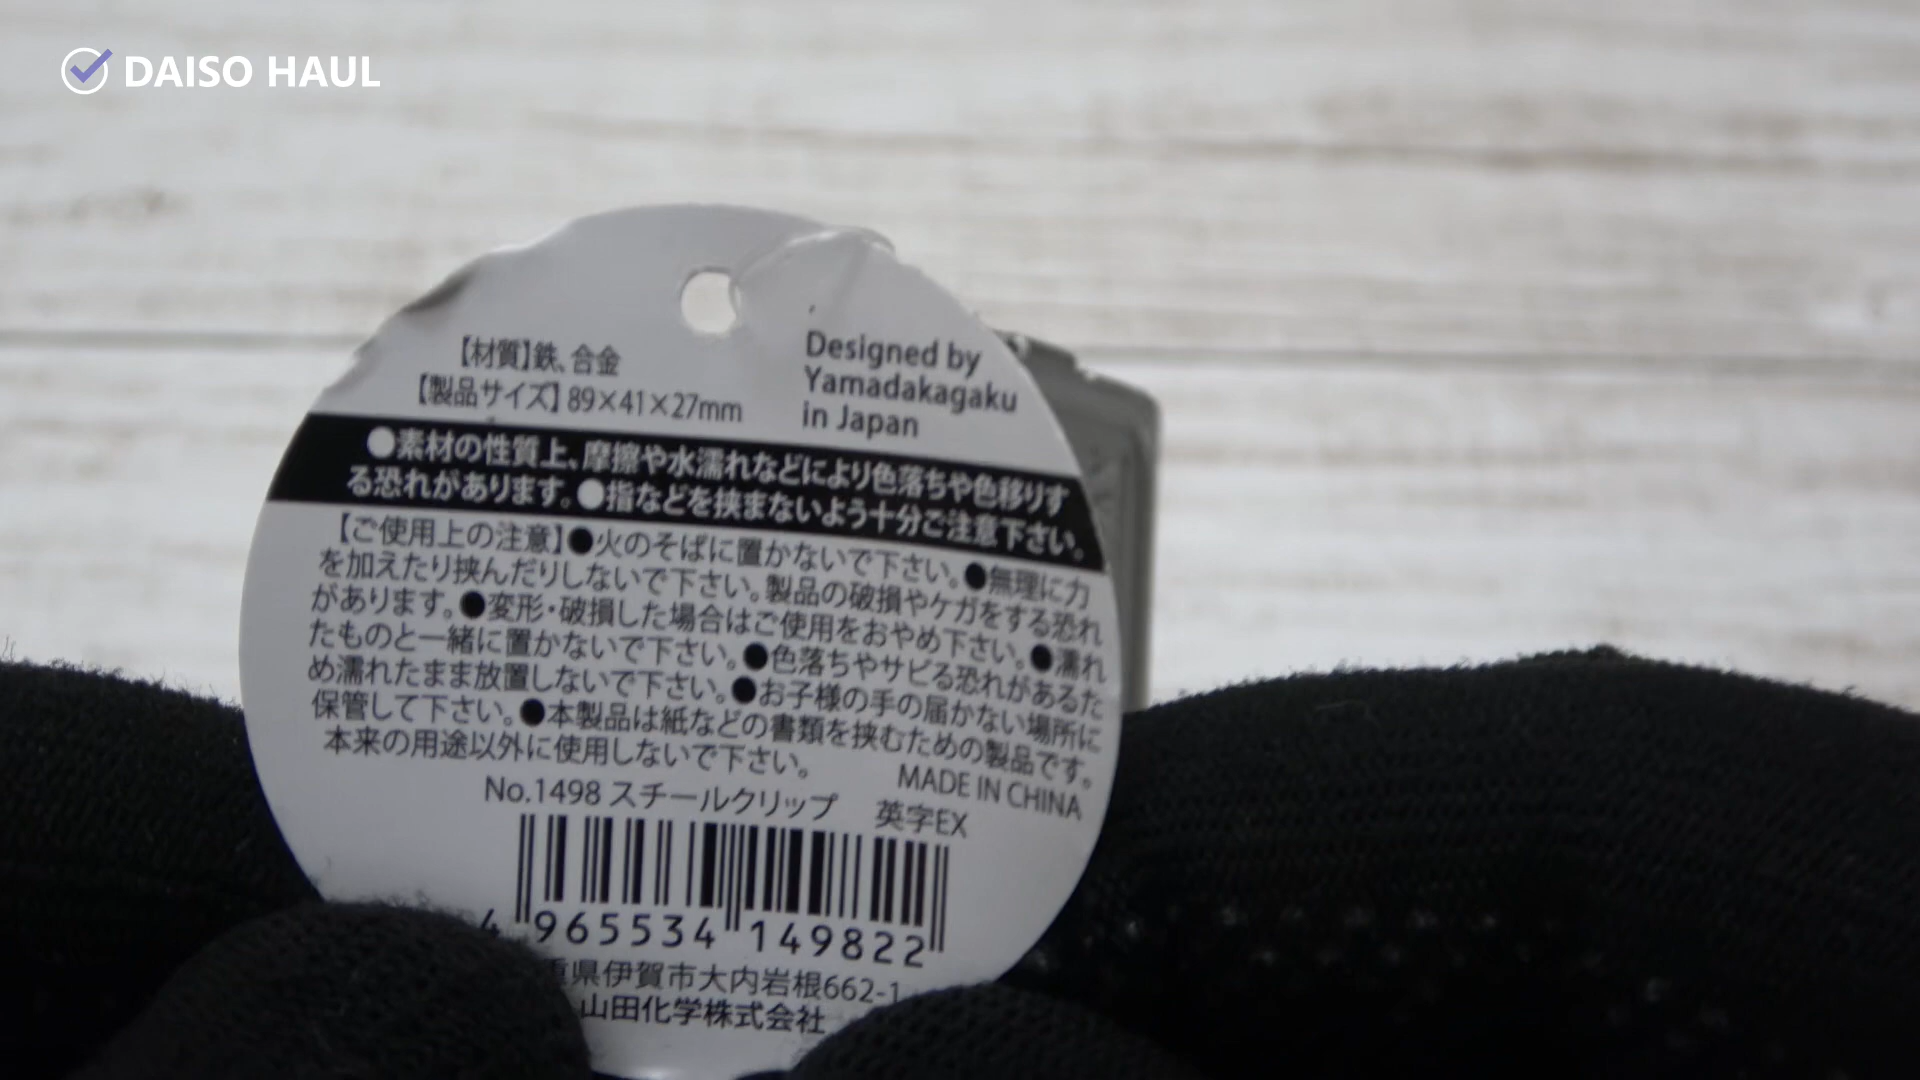 DAISO HAUL
【材質】鉄、合金
【製品サイズ】89×41×27mm
Designed by
Yamadakagaku
in Japan
●素材の性質上、摩擦や水濡れなどにより色落ちや色移りす
る恐れがあります。●指などを挟まないよう十分ご注意下さい。
【ご使用上の注意】●火のそばに置かないで下さい。●無理に力
を加えたり挟んだりしないで下さい。製品の破損やケガをする恐れ
があります。●変形・破損した場合はご使用をおやめ下さい。●濡れ
たものと一緒に置かないで下さい。●色落ちやサビる恐れがあるた
め濡れたまま放置しないで下さい。●お子様の手の届かない場所に
保管して下さい。●本製品は紙などの書類を挟むための製品です。
本来の用途以外に使用しないで下さい。
MADE IN CHINA
No.1498 スチールクリップ 英字EX
4 965534 149822
重県伊賀市大内岩根662-1
山田化学株式会社